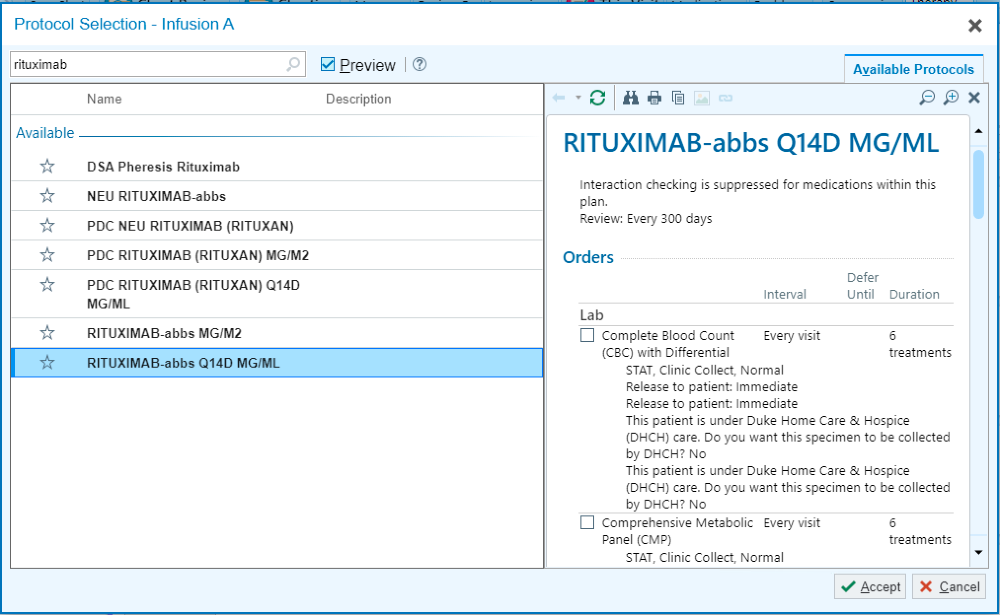 Protocol Selection - Infusion A
rituximab
Preview
Available Protocols
Name Description
Available
DSA Pheresis Rituximab
NEU RITUXIMAB-abbs
PDC NEU RITUXIMAB (RITUXAN)
PDC RITUXIMAB (RITUXAN) MG/M2
PDC RITUXIMAB (RITUXAN) Q14D
MG/ML
RITUXIMAB-abbs MG/M2
RITUXIMAB-abbs Q14D MG/ML
RITUXIMAB-abbs Q14D MG/ML
Interaction checking is suppressed for medications within this
plan.
Review: Every 300 days
Orders
Defer
Interval Until Duration
Lab
Complete Blood Count Every visit 6
(CBC) with Differential treatments
STAT, Clinic Collect, Normal
Release to patient: Immediate
Release to patient: Immediate
This patient is under Duke Home Care & Hospice
(DHCH) care. Do you want this specimen to be collected
by DHCH? No
This patient is under Duke Home Care & Hospice
(DHCH) care. Do you want this specimen to be collected
by DHCH? No
Comprehensive Metabolic Every visit 6
Panel (CMP) treatments
STAT, Clinic Collect, Normal
Accept Cancel